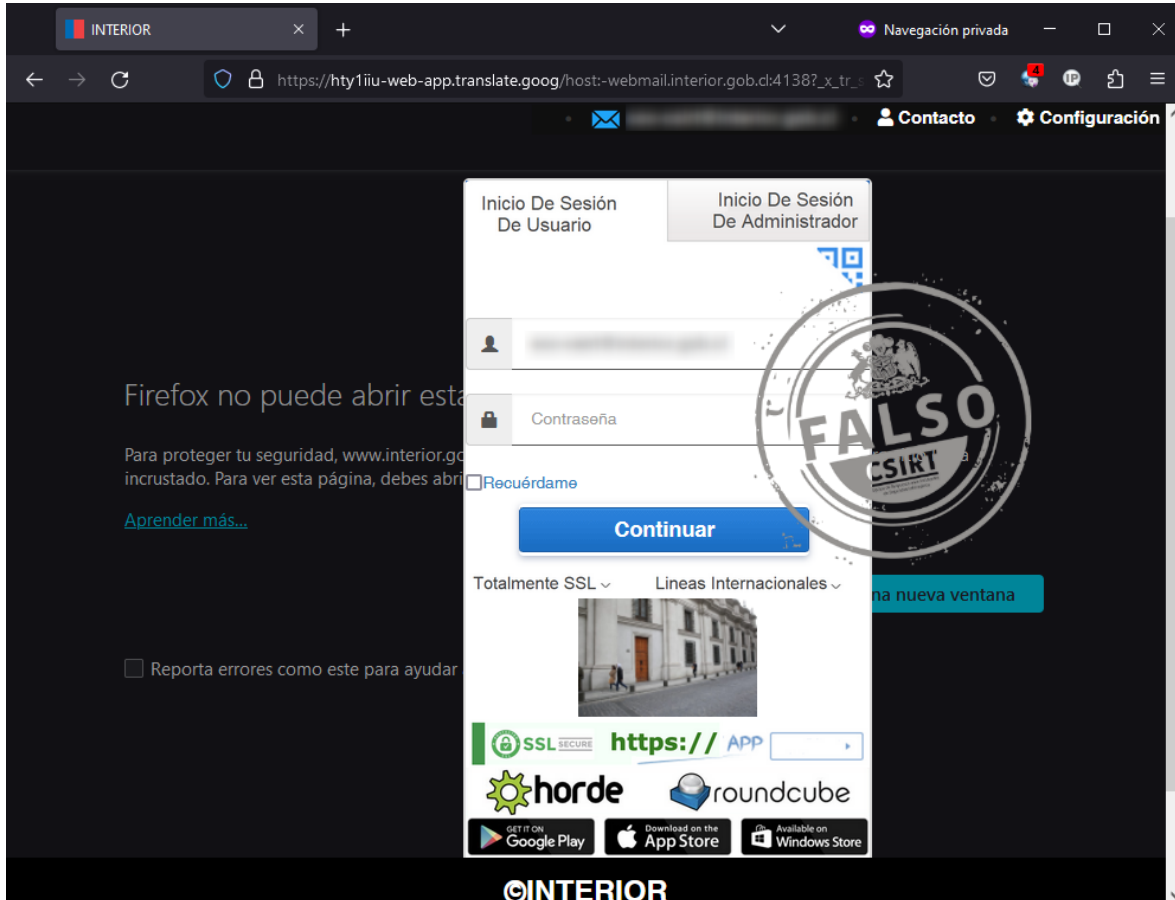 INTERIOR
Navegación privada
https://hty1iiu-web-app.translate.goog/host:-webmail.interior.gob.cl:4138?_x_tr_s
4
IP
Contacto
Configuración
Inicio De Sesión
De Usuario
Inicio De Sesión
De Administrador
Firefox no puede abrir esta
Contraseña
FALSO
CSIRT
Para proteger tu seguridad, www.interior.go
a
incrustado. Para ver esta página, debes abri
Recuérdame
Aprender más...
Continuar
Totalmente SSL
Lineas Internacionales
na nueva ventana
Reporta errores como este para ayudar
SSL SECURE
https://
APP
horde
roundcube
GET IT ON
Google Play
Download on the
App Store
Available on
Windows Store
©INTERIOR